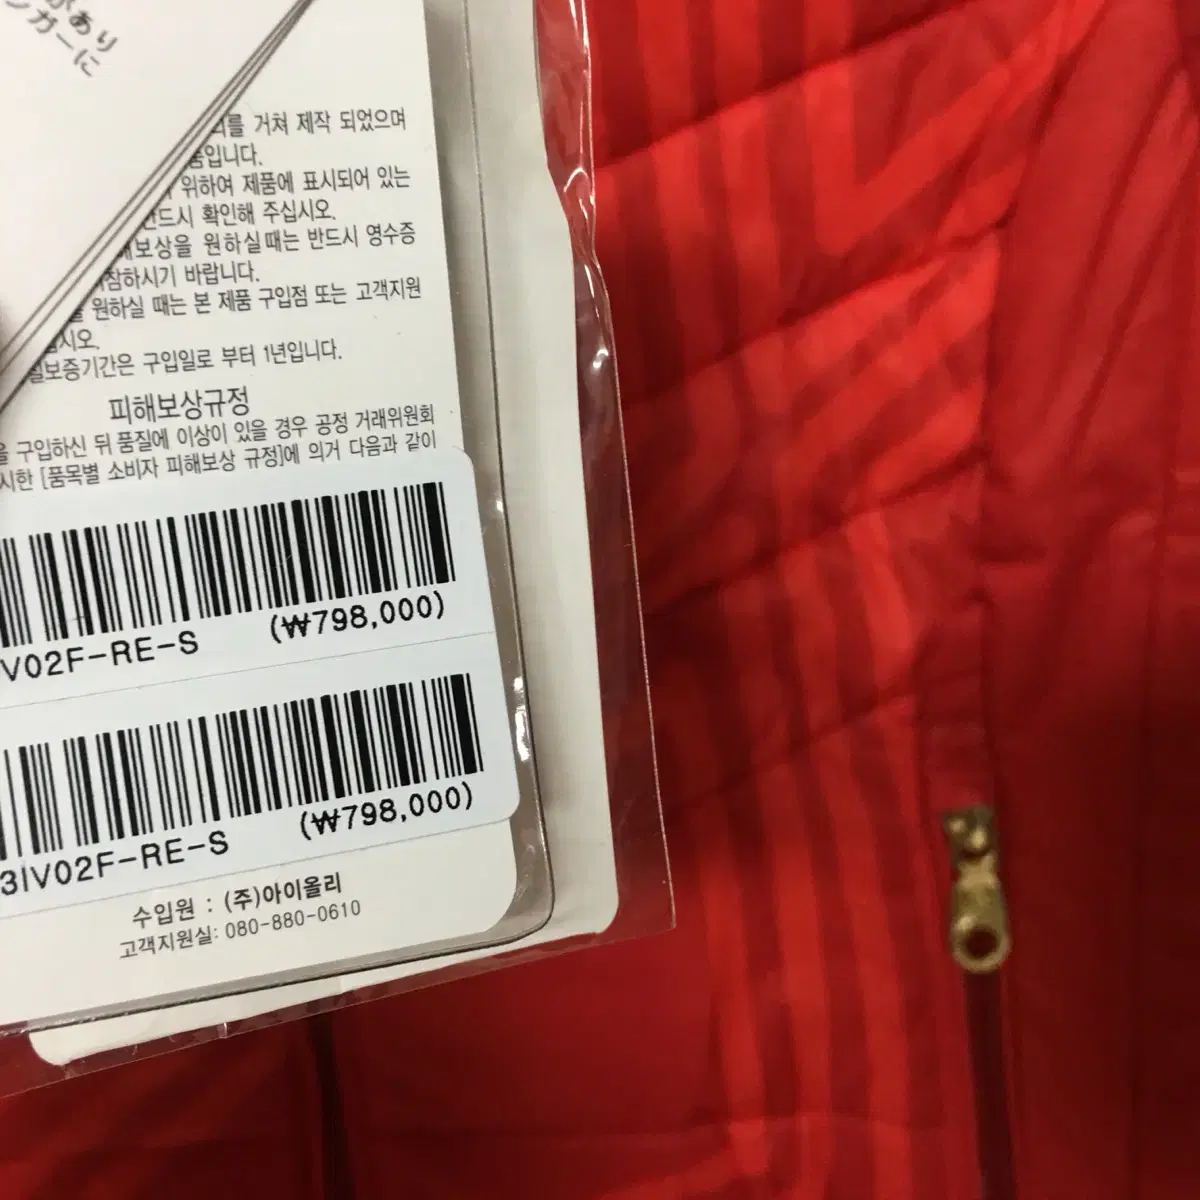 があり
ンガーに
를 거쳐 제작 되었으며
품입니다.
위하여 제품에 표시되어 있는
반드시 확인해 주십시오.
해보상을 원하실때는 반드시 영수증
참하시기 바랍니다.
원하실 때는 본 제품 구입점 또는 고객지원
십시오.
질보증기간은 구입일로 부터 1년입니다.
피해보상규정
을 구입하신 뒤 품질에 이상이 있을 경우 공정 거래위원회
시한 [품목별 소비자 피해보상 규정]에 의거 다음과 같이
V02F-RE-S (₩798,000)
3IV02F-RE-S (₩798,000)
수입원 : (주)아이올리
고객지원실: 080-880-0610